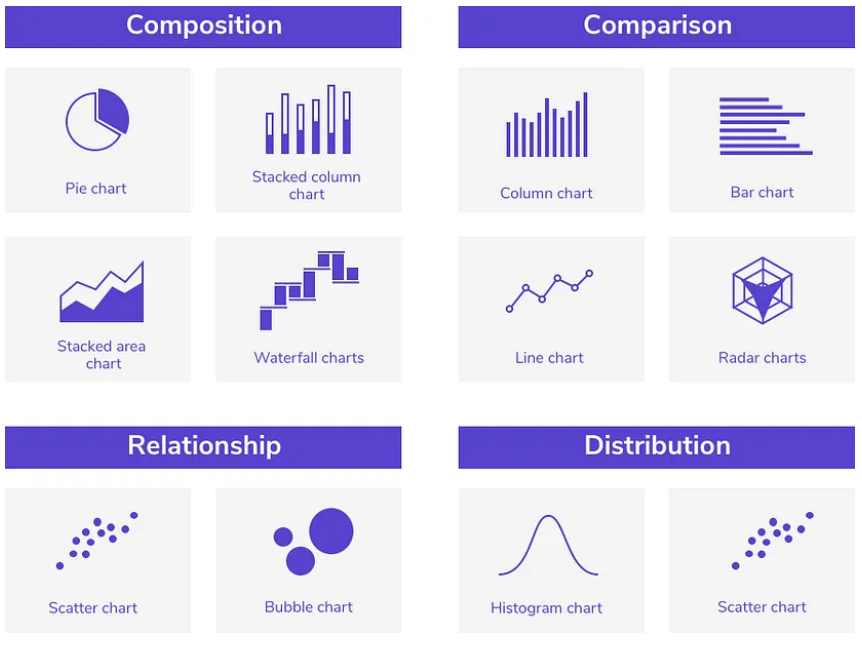 Composition
Pie chart
Stacked column
chart
Stacked area
chart
Waterfall charts
Comparison
Column chart
Bar chart
Line chart
Radar charts
Relationship
Scatter chart
Bubble chart
Distribution
Histogram chart
Scatter chart